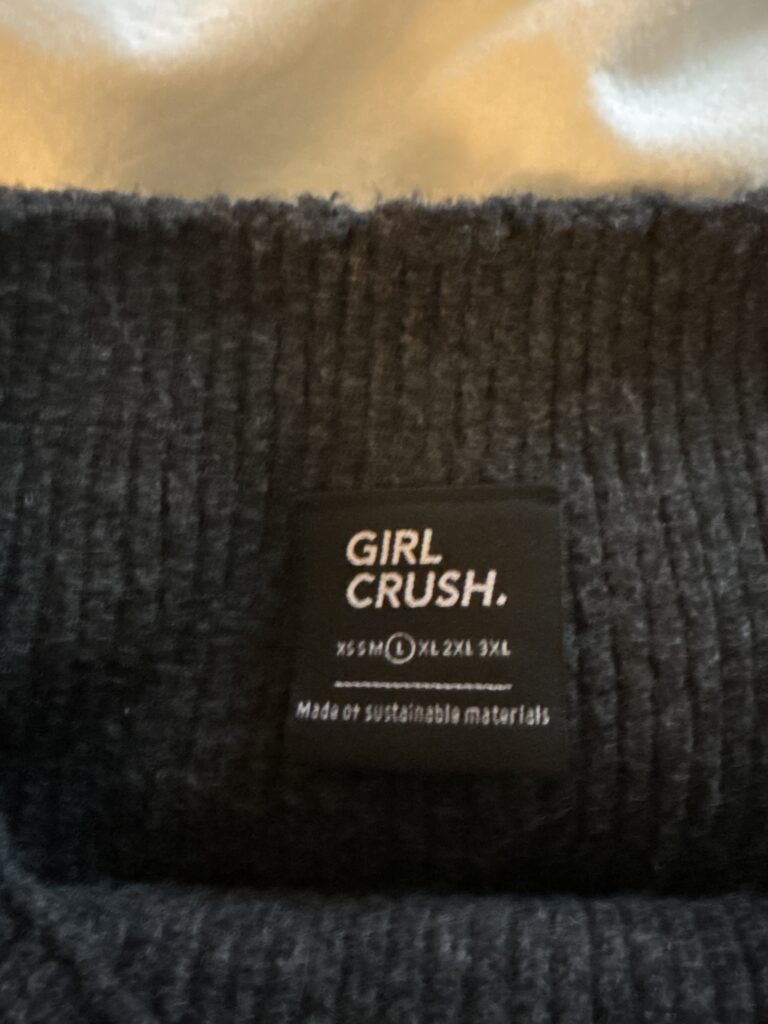 GIRL
CRUSH.
XS S M L XL 2XL 3XL
Made of sustainable materials